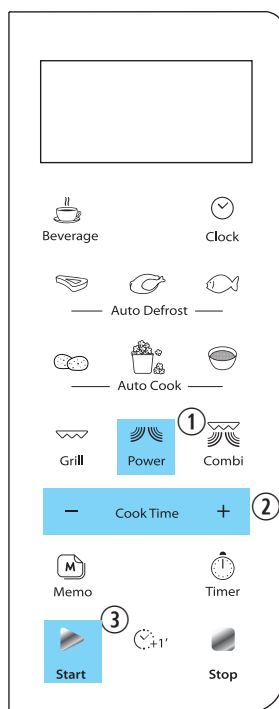 Beverage Clock
Auto Defrost
Auto Cook
①
Grill Power Combi
− Cook Time + ②
M
Memo Timer
③
+1'
Start Stop